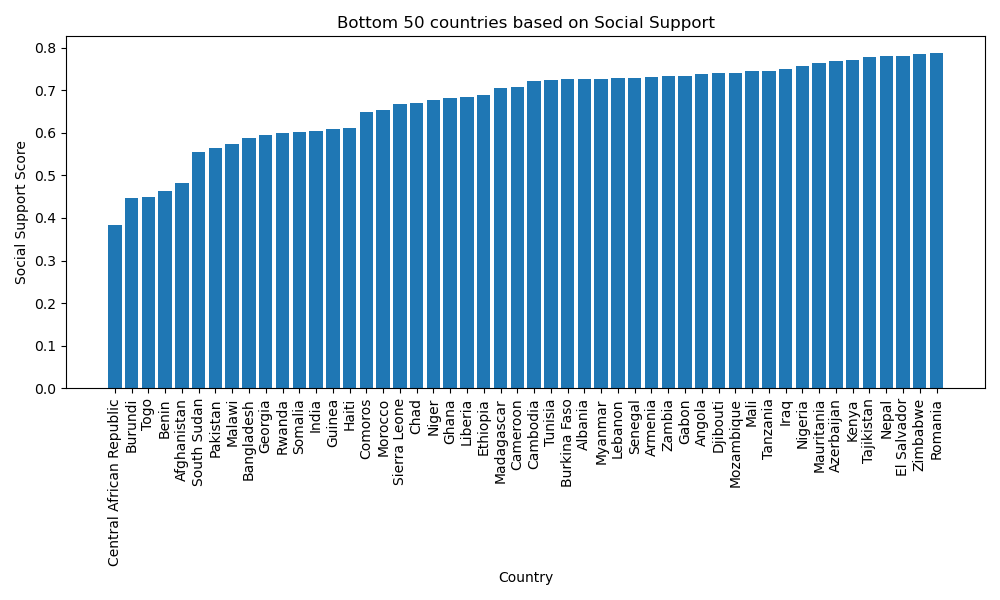 Bottom 50 countries based on Social Support
Social Support Score
0.8
0.7
0.6
0.5
0.4
0.3
0.2
0.1
0.0
Central African Republic
Burundi
Togo
Benin
Afghanistan
South Sudan
Pakistan
Malawi
Bangladesh
Georgia
Rwanda
Somalia
India
Guinea
Haiti
Comoros
Morocco
Sierra Leone
Chad
Niger
Ghana
Liberia
Ethiopia
Madagascar
Cameroon
Cambodia
Tunisia
Burkina Faso
Albania
Myanmar
Lebanon
Senegal
Armenia
Zambia
Gabon
Angola
Djibouti
Mozambique
Mali
Tanzania
Iraq
Nigeria
Mauritania
Azerbaijan
Kenya
Tajikistan
Nepal
El Salvador
Zimbabwe
Romania
Country